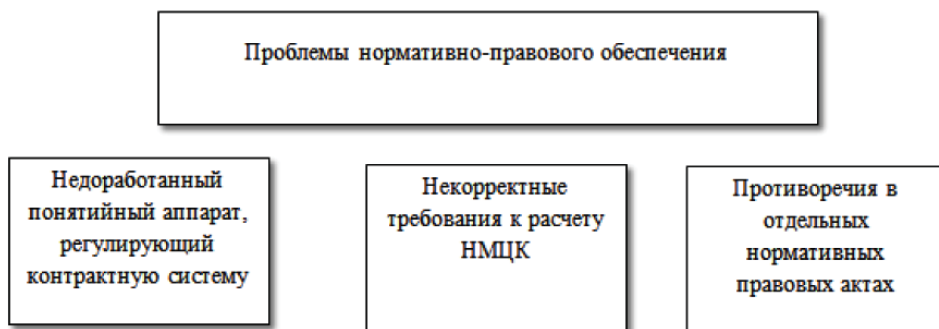 Проблемы нормативно-правового обеспечения
Недоработанный
понятийный аппарат,
регулирующий
контрактную систему
Некорректные
требования к расчету
НМЦК
Противоречия в
отдельных
нормативных
правовых актах